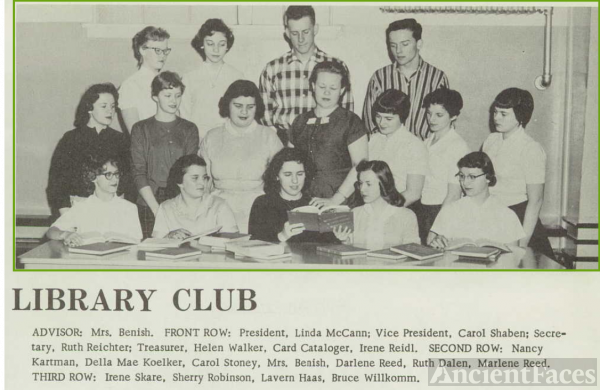 LIBRARY CLUB
ADVISOR: Mrs. Benish. FRONT ROW: President, Linda McCann; Vice President, Carol Shaben; Secre-
tary, Ruth Reichter; Treasurer, Helen Walker, Card Cataloger, Irene Reidl. SECOND ROW: Nancy
Kartman, Della Mae Koelker, Carol Stoney, Mrs. Benish, Darlene Reed, Ruth Dalen, Marlene Reed,
THIRD ROW: Irene Skare, Sherry Robinson, Lavern Haas, Bruce Willkomm.
AncientFaces